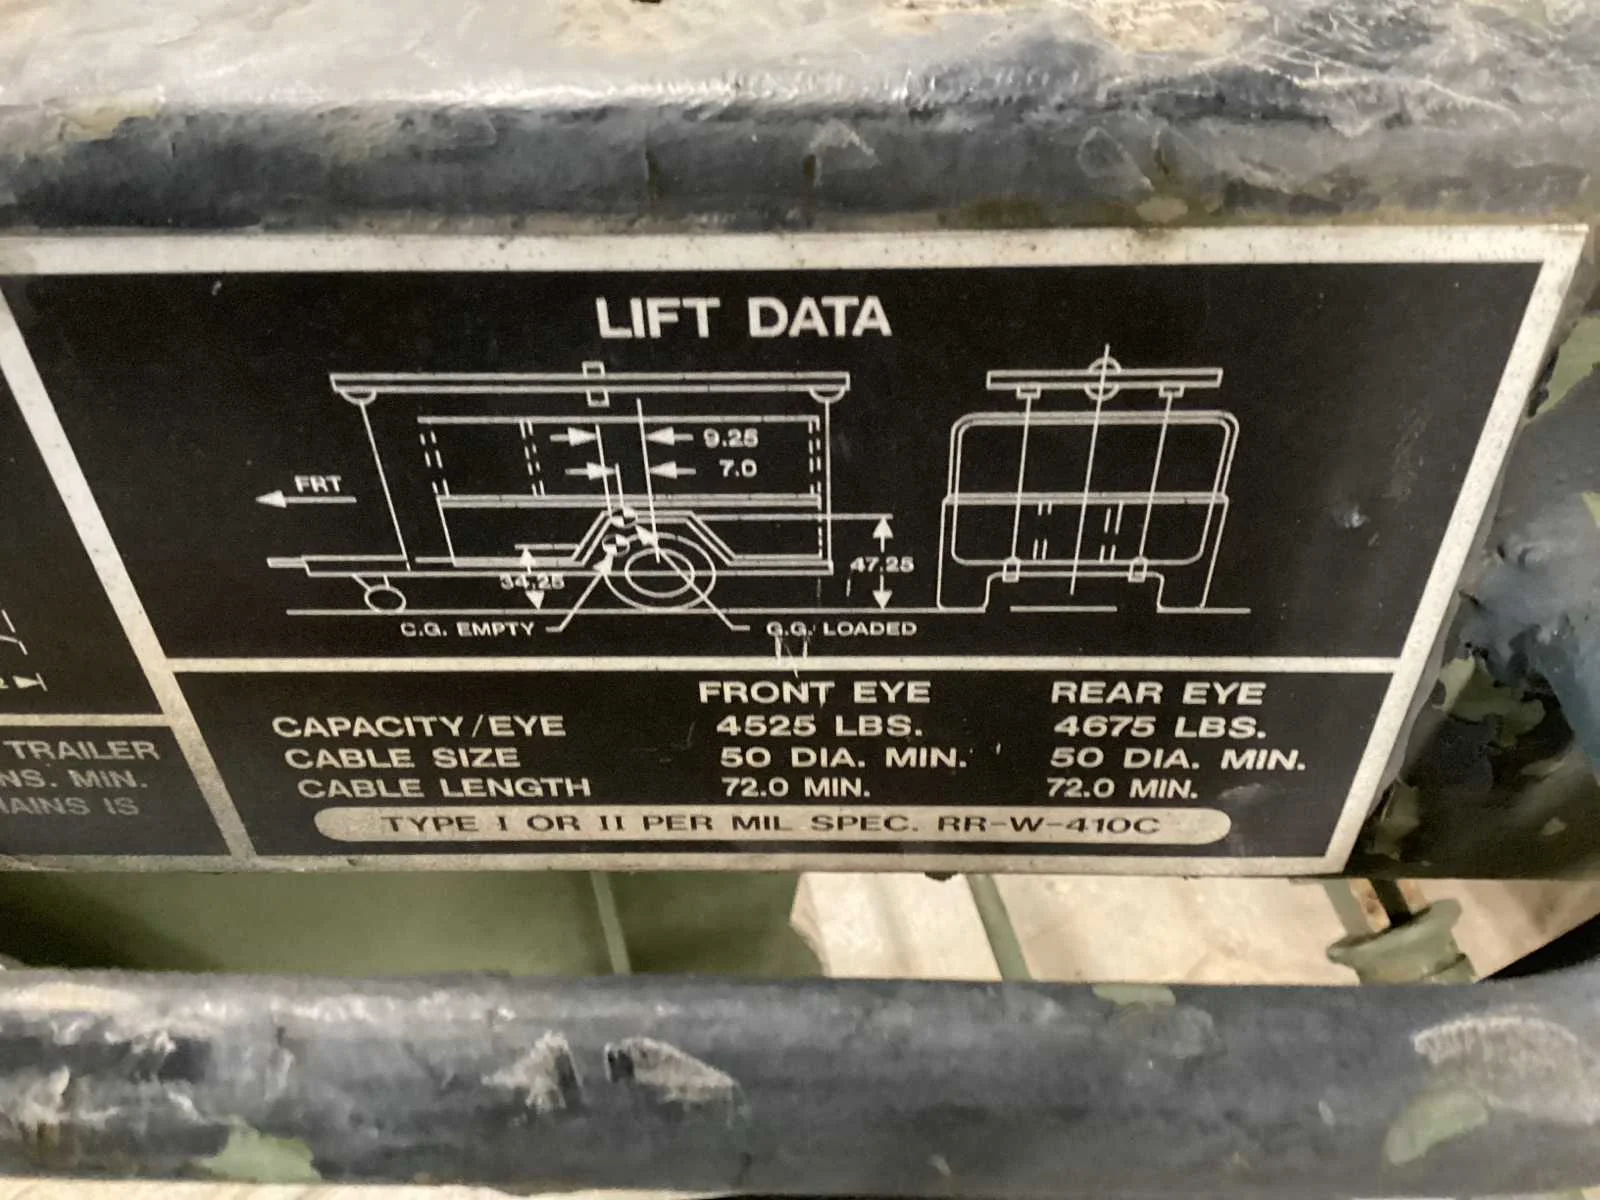 LIFT DATA
9.25
7.0
FRT
34.25
47.25
C.G. EMPTY
G.G. LOADED
FRONT EYE REAR EYE
CAPACITY/EYE 4525 LBS. 4675 LBS.
CABLE SIZE 50 DIA. MIN. 50 DIA. MIN.
CABLE LENGTH 72.0 MIN. 72.0 MIN.
TYPE I OR II PER MIL SPEC. RR-W-410C
TRAILER
NS. MIN.
HAINS IS